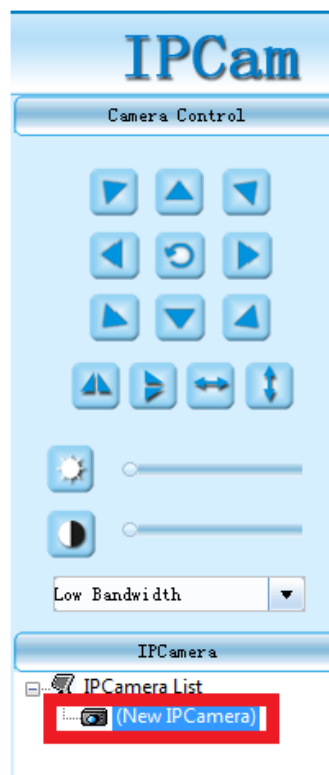 IPCam
Camera Control
Low Bandwidth
IPCamera
IPCamera List
(New IPCamera)